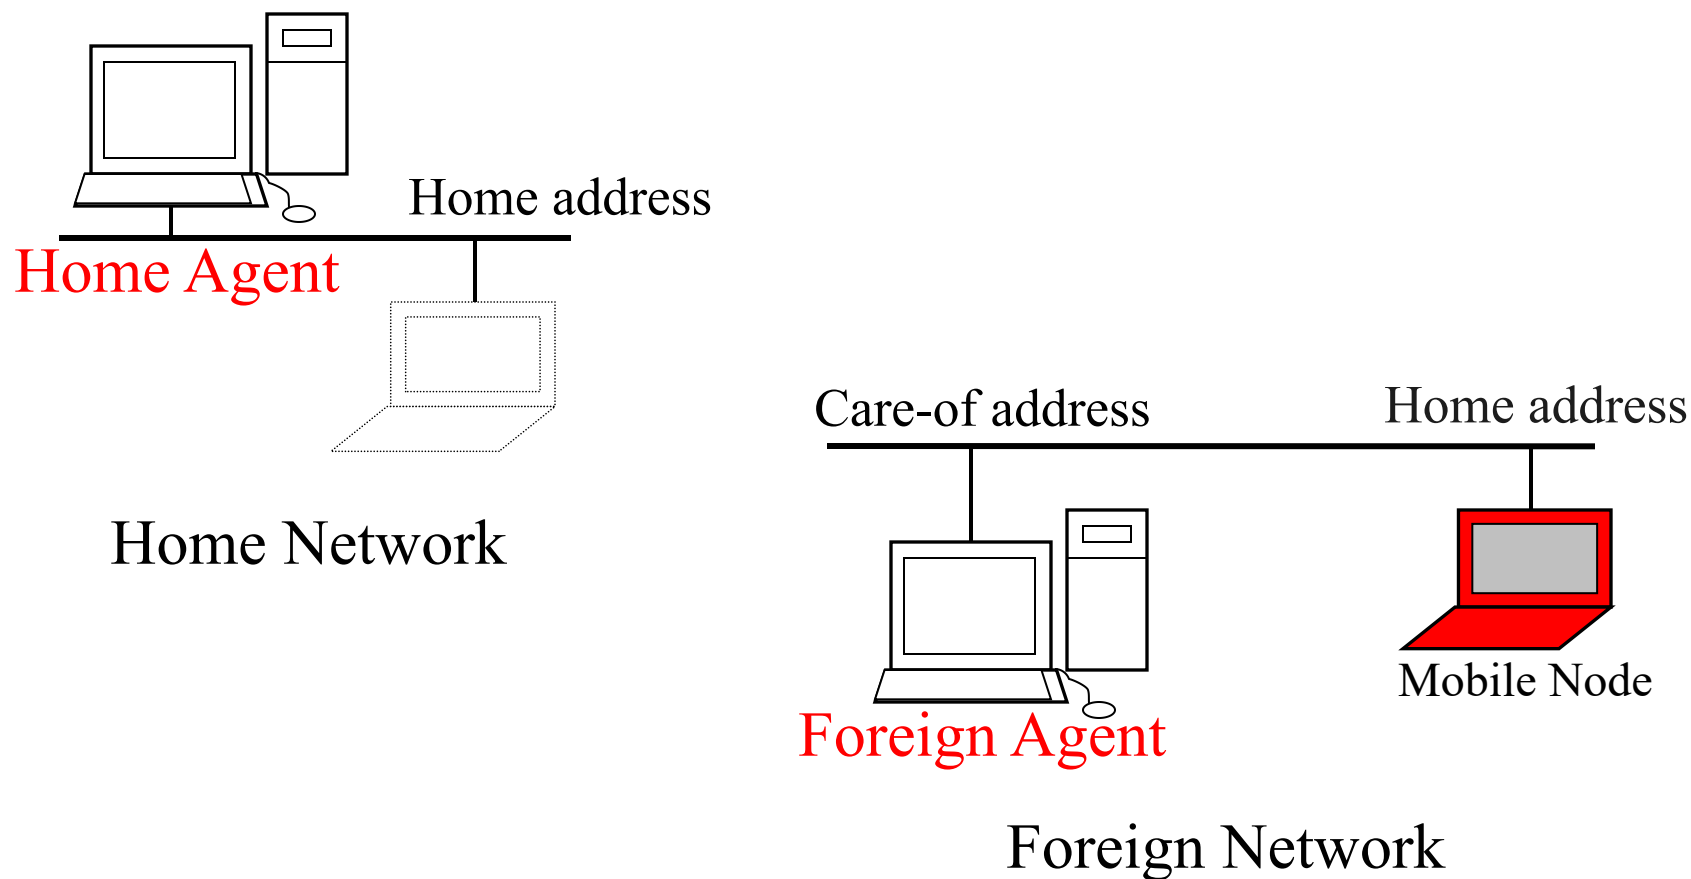 Home address
Home Agent
Home Network
Care-of address
Home address
Mobile Node
Foreign Agent
Foreign Network